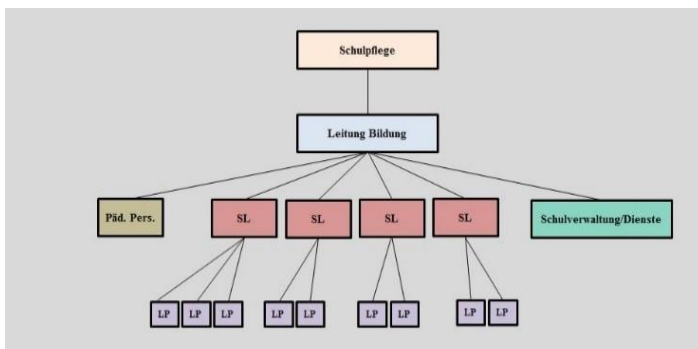 Schulpflege
Leitung Bildung
Päd. Pers.
SL
SL
SL
SL
Schulverwaltung/Dienste
LP
LP
LP
LP
LP
LP
LP
LP
LP